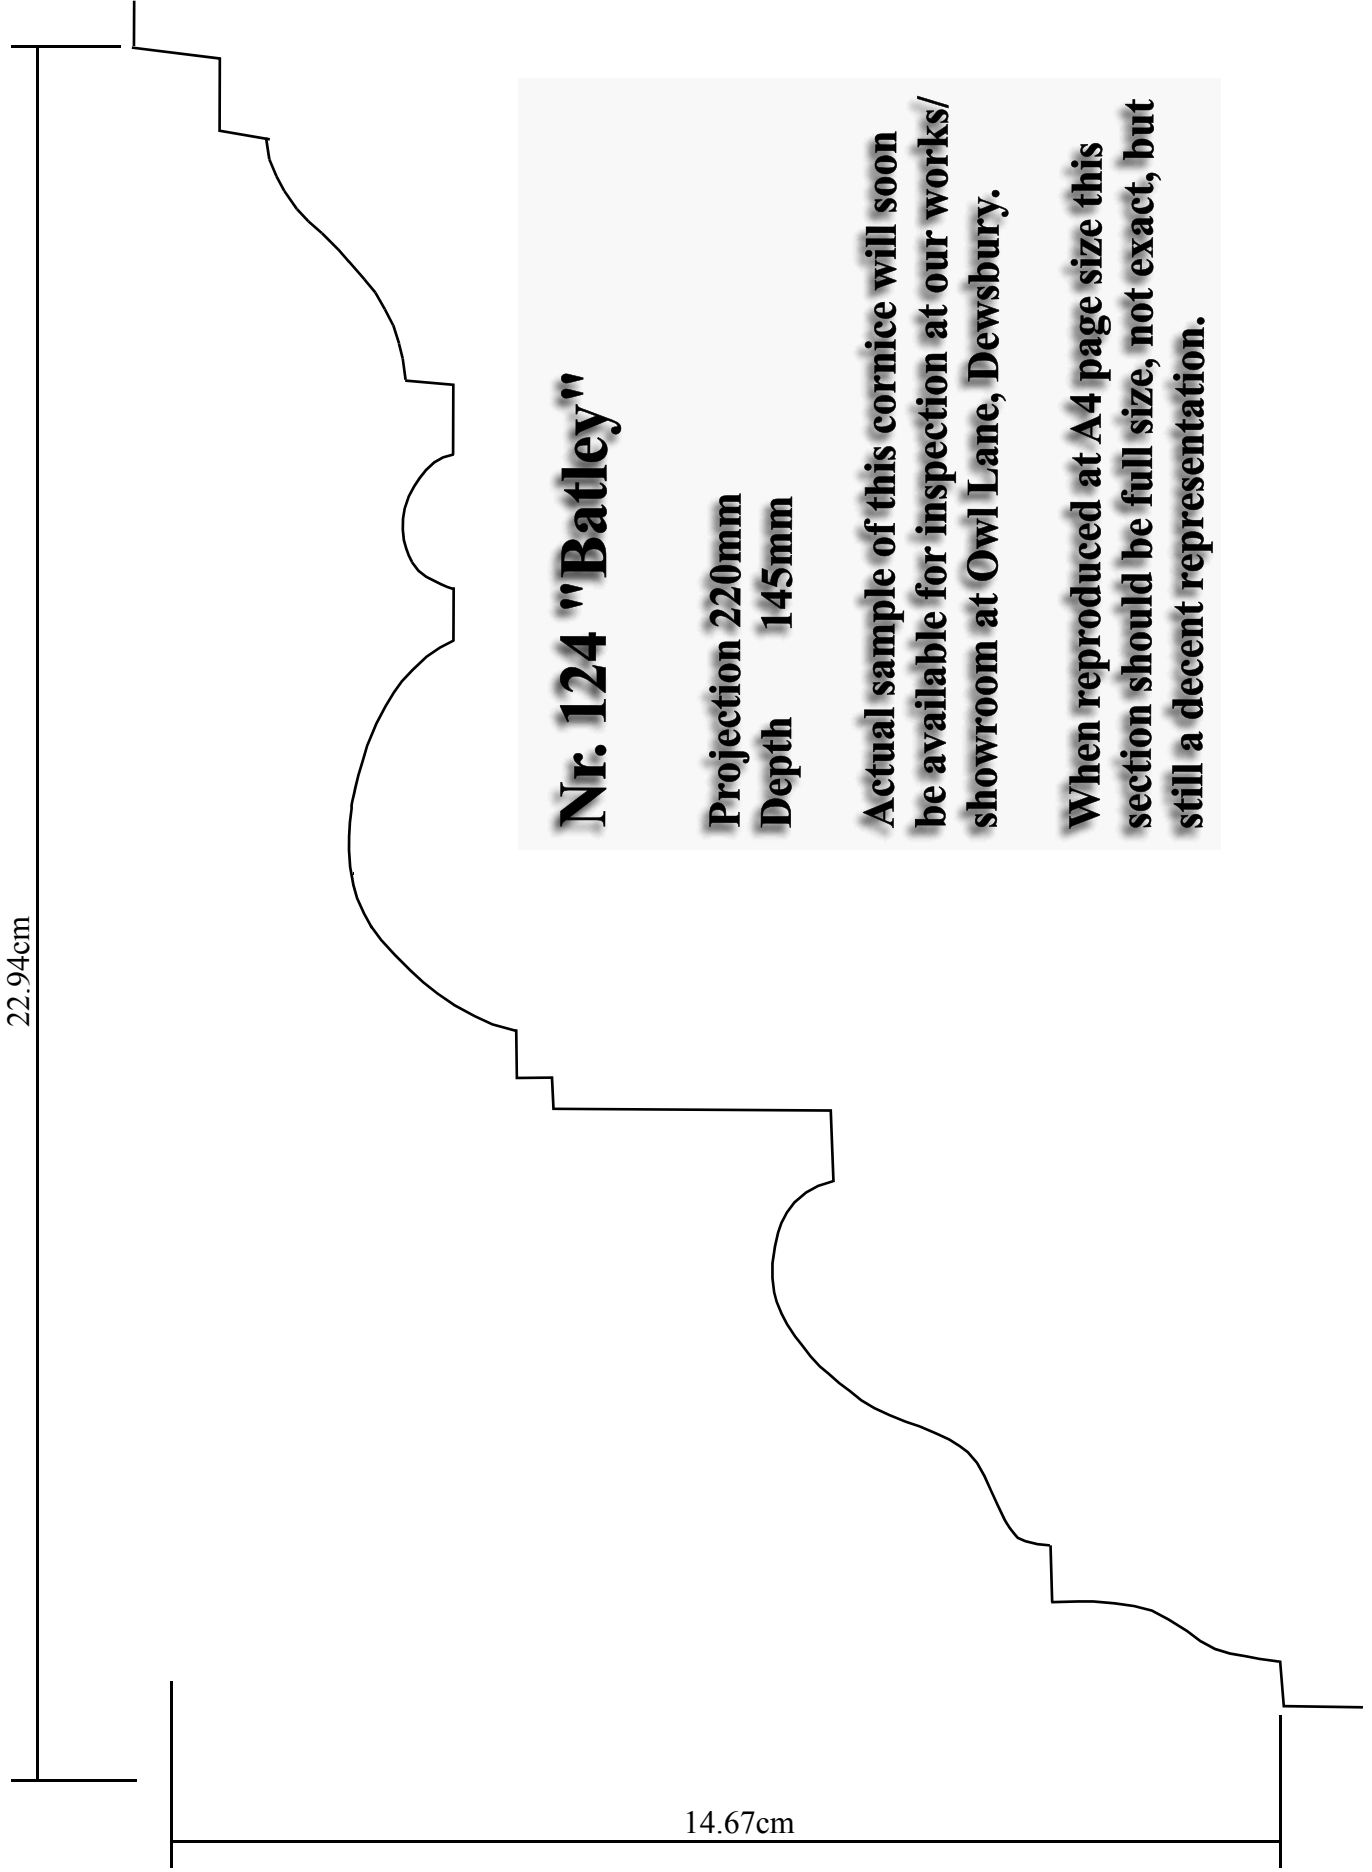 Nr. 124 "Batley"
Projection 220mm
Depth 145mm
Actual sample of this cornice will soon
be available for inspection at our works/
showroom at Owl Lane, Dewsbury.
When reproduced at A4 page size this
section should be full size, not exact, but
still a decent representation.
22.94cm
14.67cm